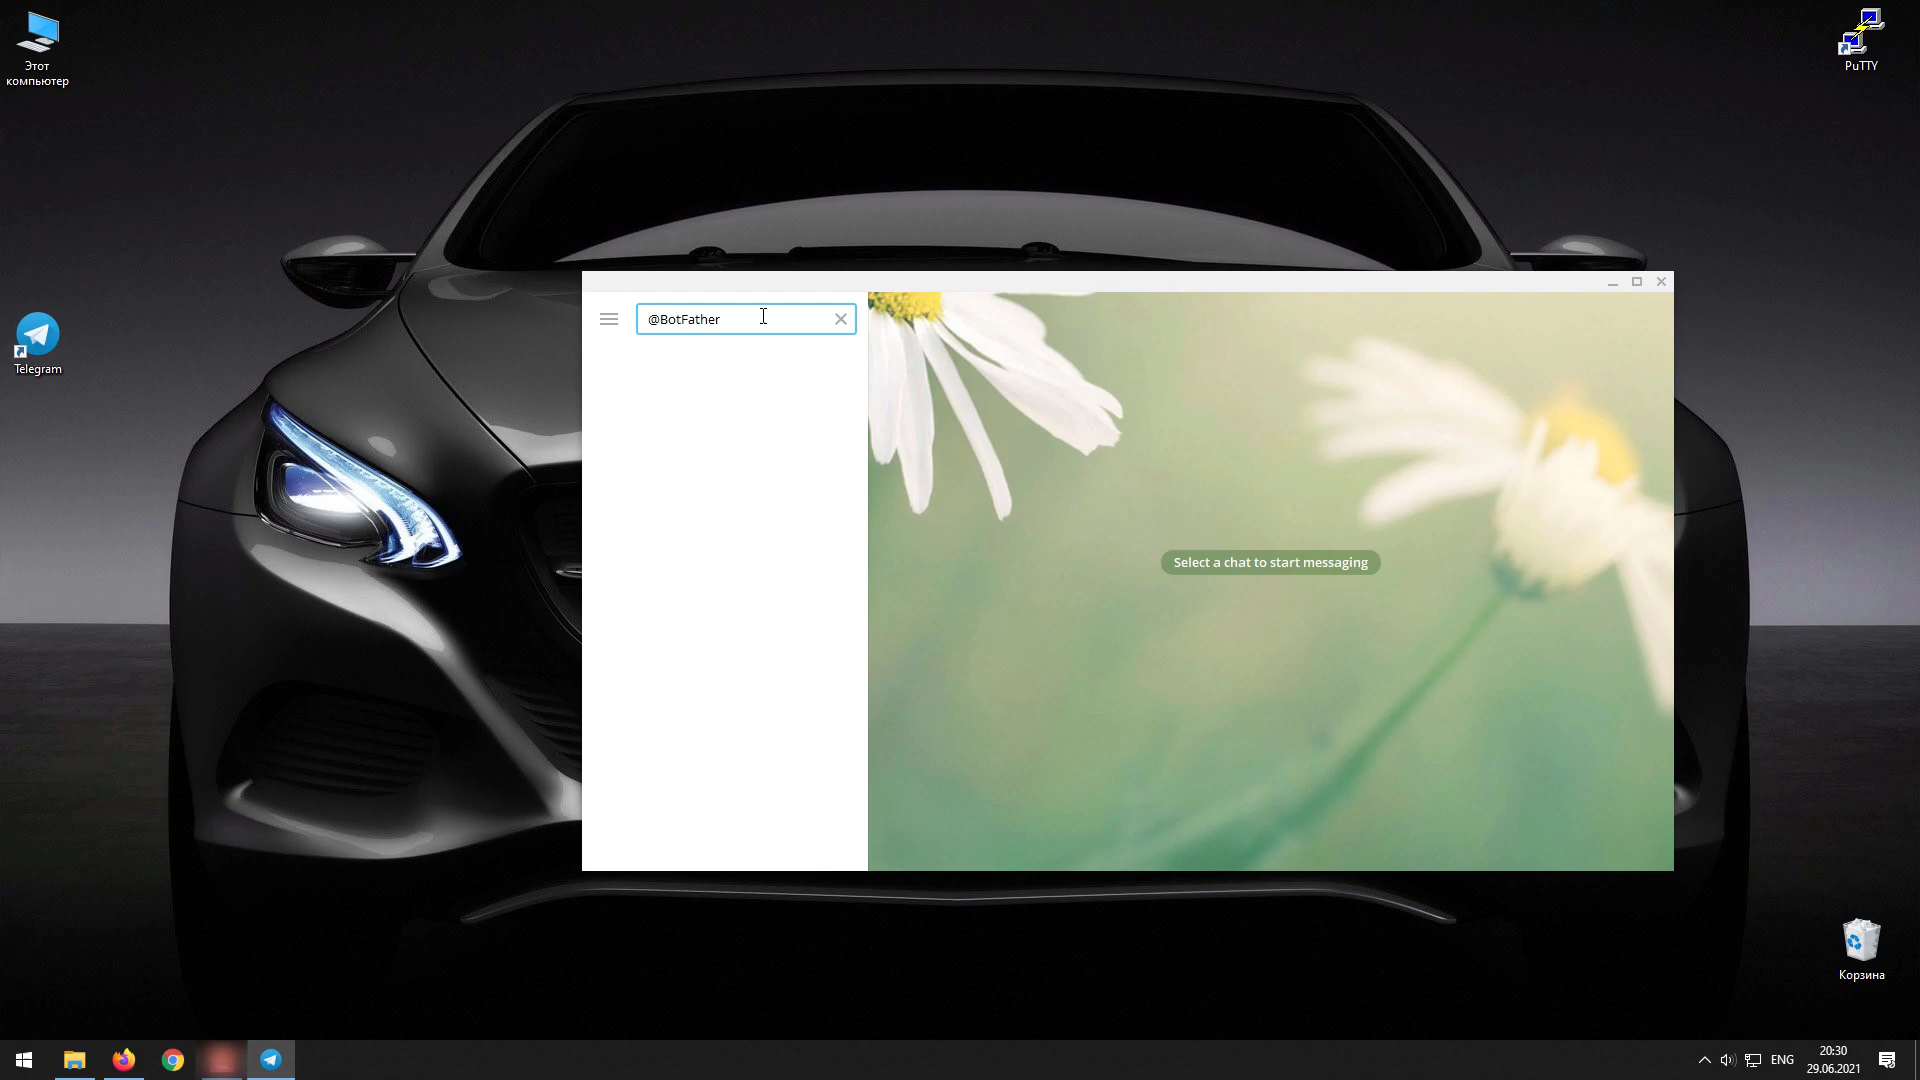 Этот
компьютер
PuTTY
@BotFather
Telegram
Select a chat to start messaging
Корзина
ENG
20:30
29.06.2021